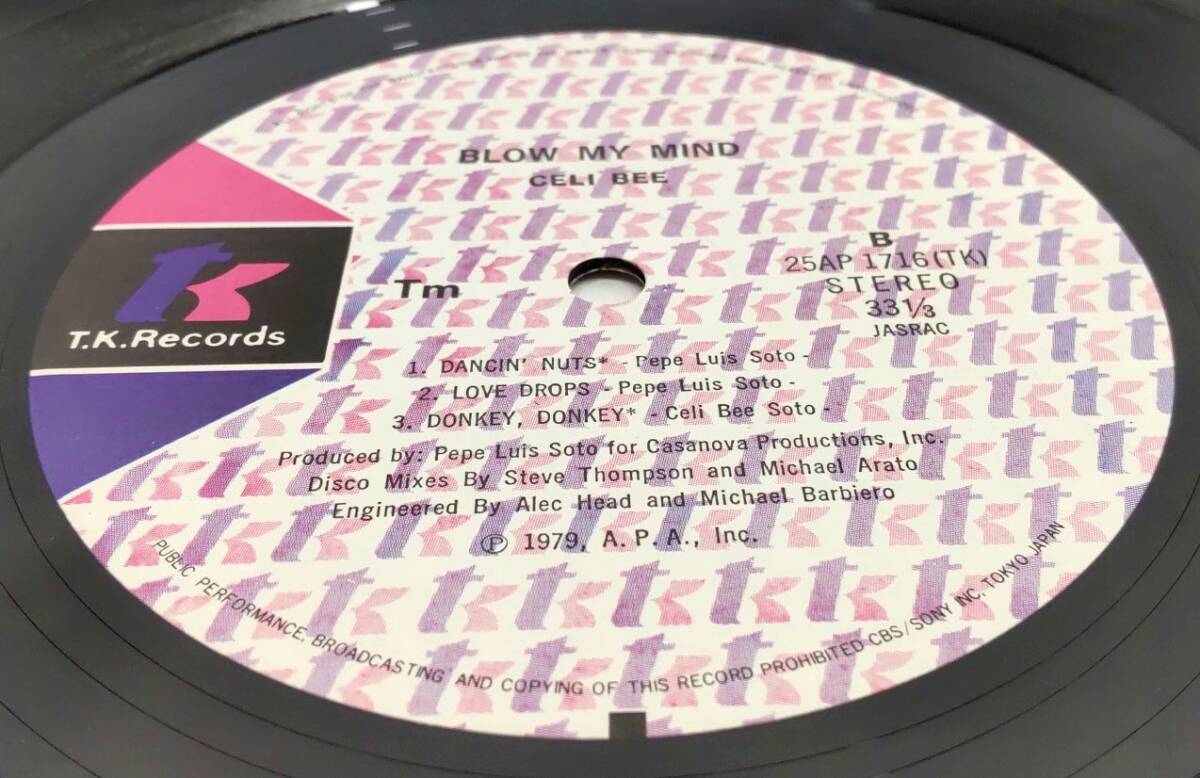 BLOW MY MIND
CELI BEE
tk
T.K.Records
Tm
B
25AP 1716(TK)
STEREO
33 1/3
JASRAC
1. DANCIN' NUTS* - Pepe Luis Soto -
2. LOVE DROPS - Pepe Luis Soto -
3. DONKEY, DONKEY* - Celi Bee Soto -
Produced by: Pepe Luis Soto for Casanova Productions, Inc.
Disco Mixes By Steve Thompson and Michael Arato
Engineered By Alec Head and Michael Barbiero
Ⓟ 1979, A. P. A., Inc.
PUBLIC PERFORMANCE, BROADCASTING AND COPYING OF THIS RECORD PROHIBITED-CBS/SONY INC. TOKYO JAPAN